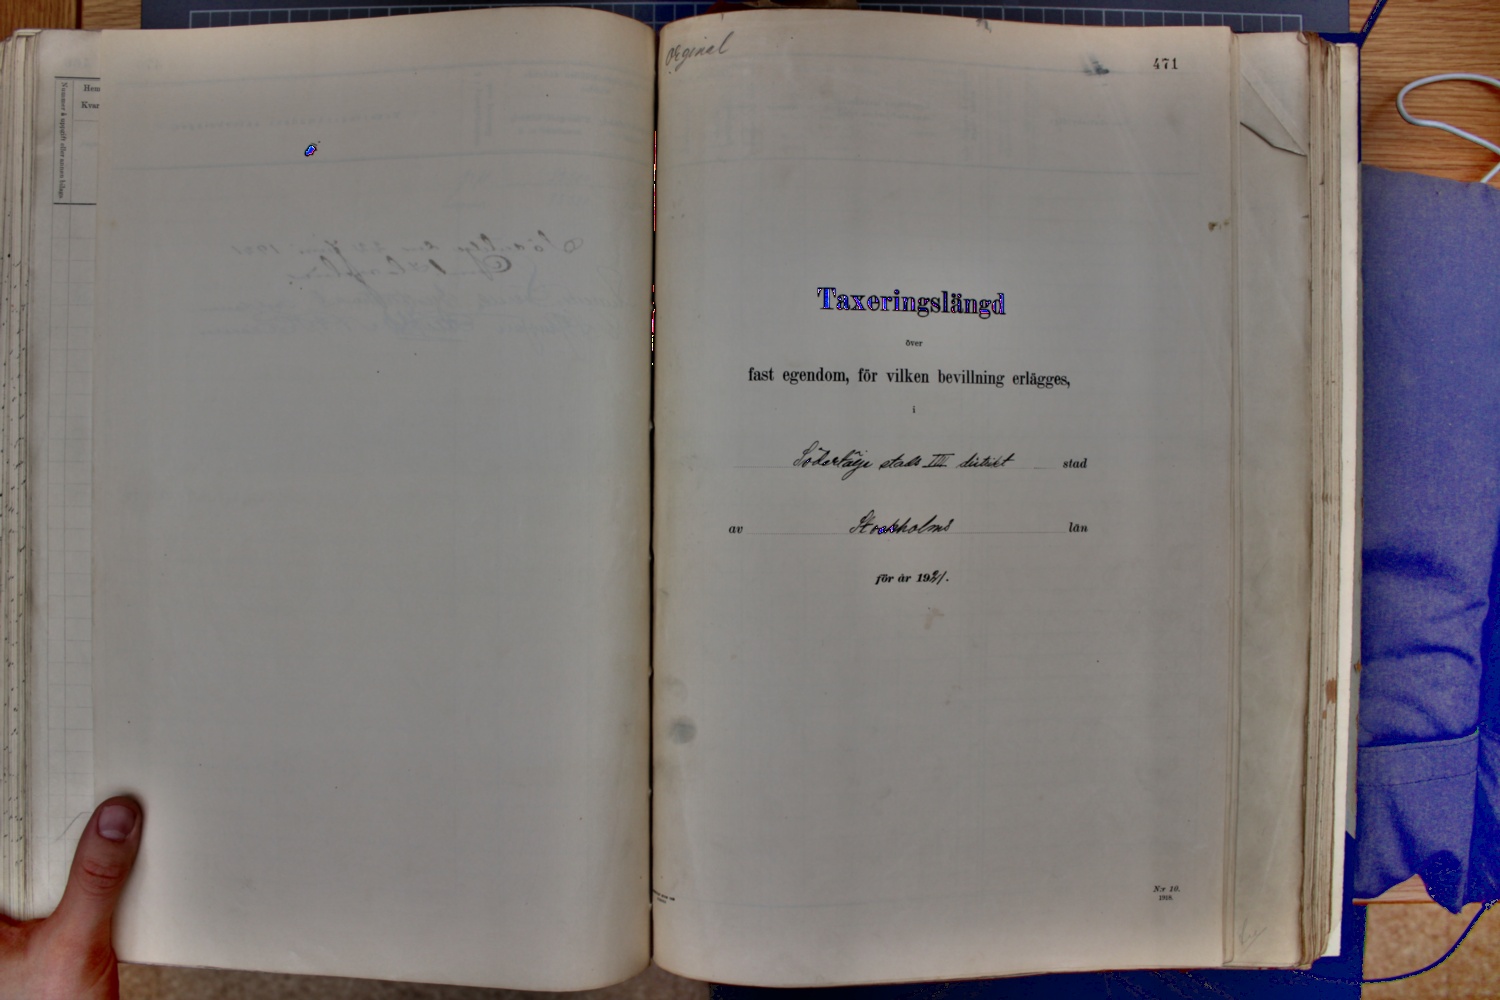 Nummer å uppgift eller annan bilaga
Hem
Kvar
Orginal
471
Taxeringslängd
över
fast egendom, för vilken bevillning erlägges,
i
Södertälje stads III distrikt stad
av Stockholms län
för år 1921.
N:r 10.
1918.